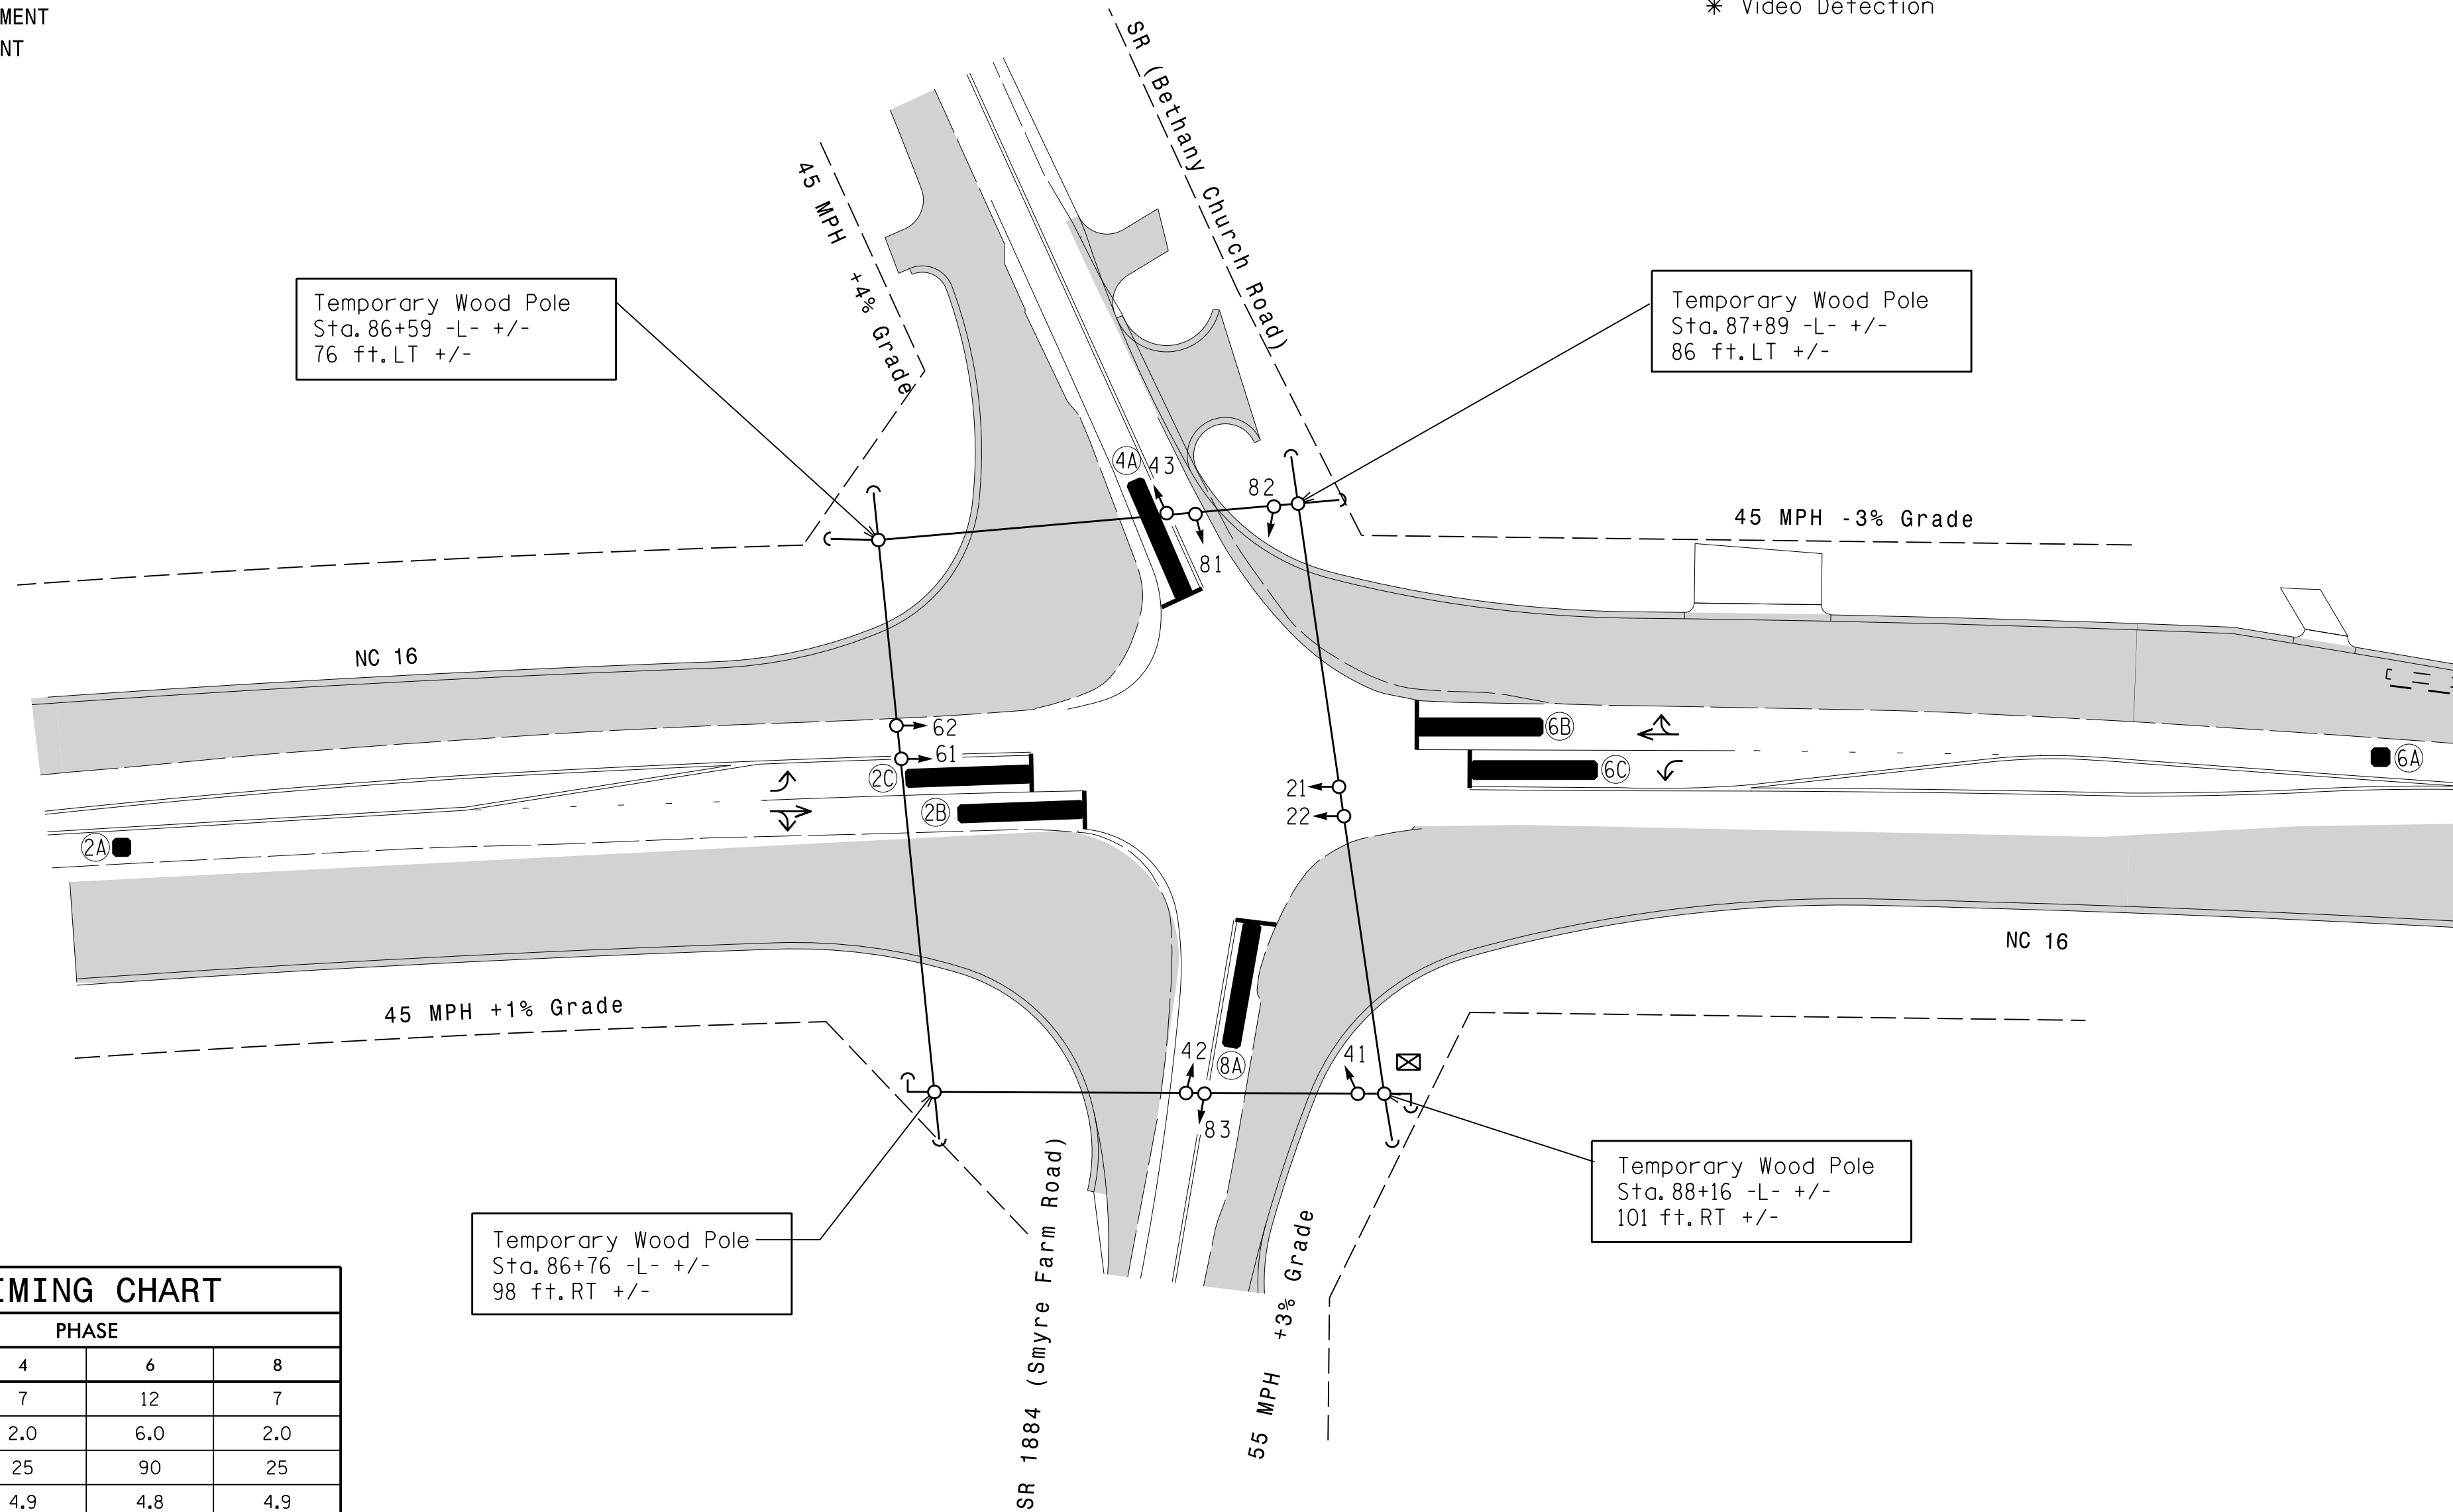 MENT
NT
* Video Detection
SR (Bethany Church Road)
45 MPH +4% Grade
Temporary Wood Pole
Sta. 86+59 -L- +/-
76 ft. LT +/-
Temporary Wood Pole
Sta. 87+89 -L- +/-
86 ft. LT +/-
4A
43
82
81
45 MPH -3% Grade
NC 16
62
61
2C
2B
2A
6B
6C
6A
21
22
NC 16
45 MPH +1% Grade
42
8A
41
83
Temporary Wood Pole
Sta. 86+76 -L- +/-
98 ft. RT +/-
Temporary Wood Pole
Sta. 88+16 -L- +/-
101 ft. RT +/-
SR 1884 (Smyre Farm Road)
55 MPH +3% Grade
IMING CHART
PHASE
4 6 8
7 12 7
2.0 6.0 2.0
25 90 25
4.9 4.8 4.9